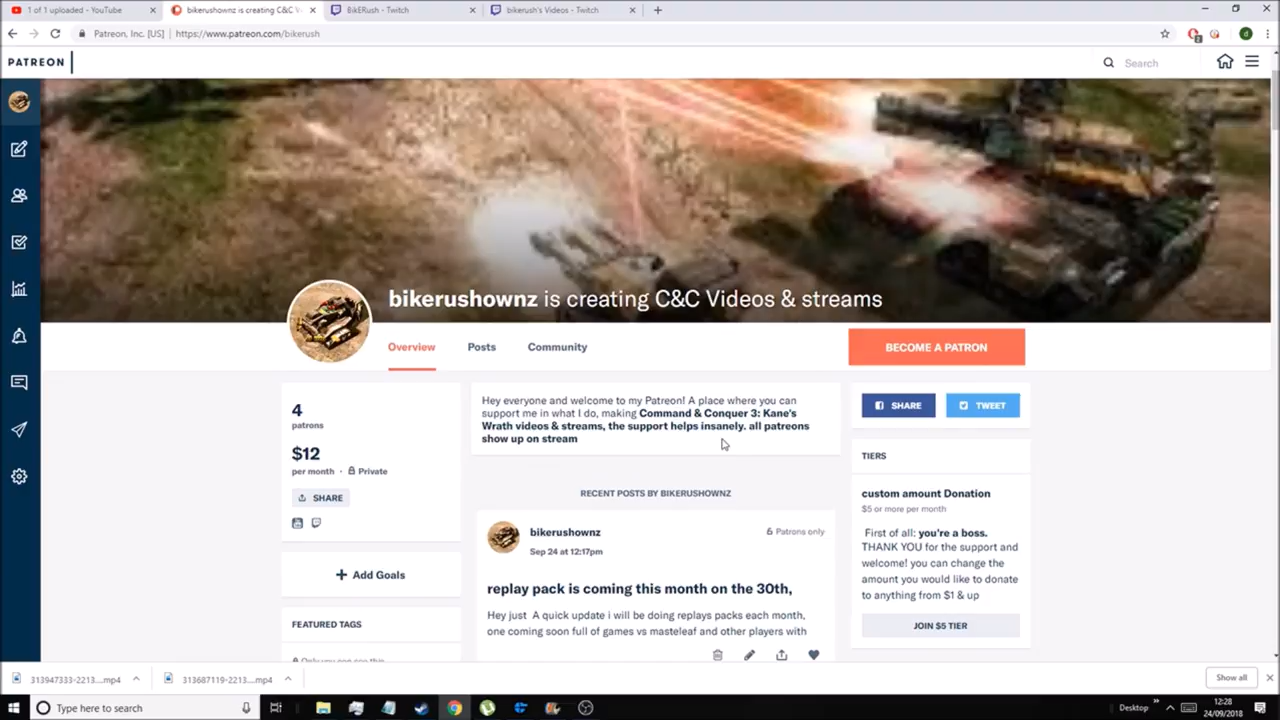 1 of 1 uploaded - YouTube
bikerushownz is creating C&C V
BikERush - Twitch
bikerush's Videos - Twitch
Patreon, Inc. [US]
https://www.patreon.com/bikerush
PATREON
Search
bikerushownz is creating C&C Videos & streams
Overview
Posts
Community
BECOME A PATRON
4
patrons
$12
per month · Private
SHARE
Add Goals
FEATURED TAGS
Only you can see this
Hey everyone and welcome to my Patreon! A place where you can
support me in what I do, making Command & Conquer 3: Kane's
Wrath videos & streams, the support helps insanely. all patreons
show up on stream
RECENT POSTS BY BIKERUSHOWNZ
bikerushownz
Patrons only
Sep 24 at 12:17pm
replay pack is coming this month on the 30th,
Hey just A quick update i will be doing replays packs each month,
one coming soon full of games vs masteleaf and other players with
SHARE
TWEET
TIERS
custom amount Donation
$5 or more per month
First of all: you're a boss.
THANK YOU for the support and
welcome! you can change the
amount you would like to donate
to anything from $1 & up
JOIN $5 TIER
313947333-2213....mp4
313687119-2213....mp4
Show all
Type here to search
Desktop
12:28
24/09/2018